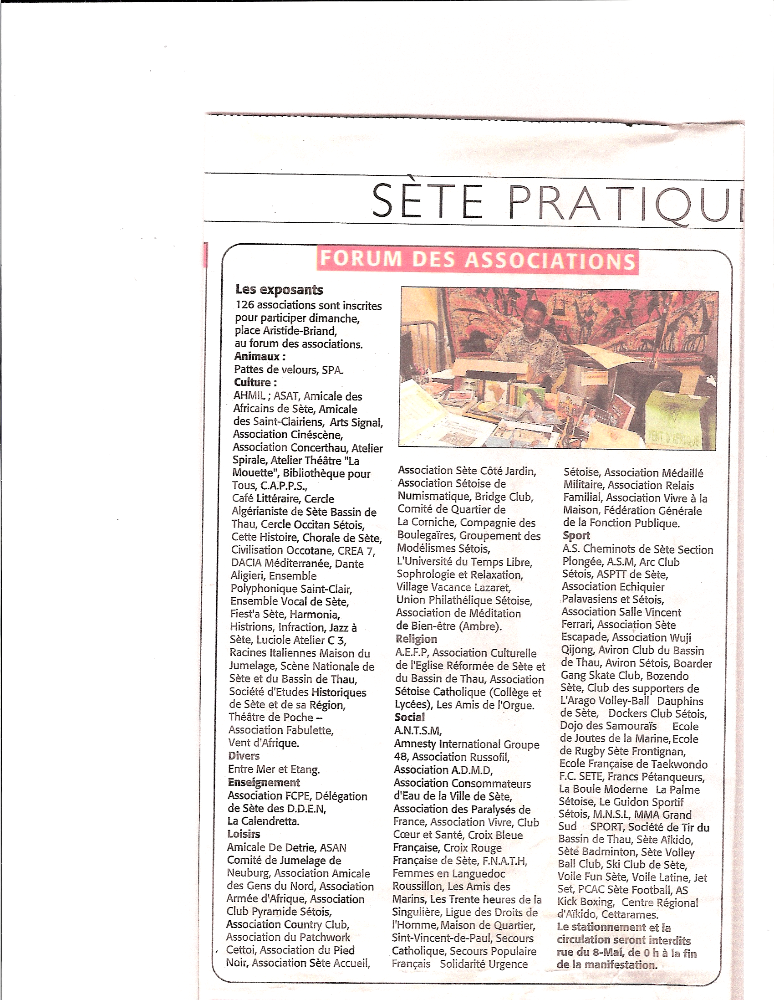 SÈTE PRATIQUE
FORUM DES ASSOCIATIONS
Les exposants
126 associations sont inscrites
pour participer dimanche,
place Aristide-Briand,
au forum des associations.
Animaux :
Pattes de velours, SPA.
Culture :
AHMIL ; ASAT, Amicale des
Africains de Sète, Amicale
des Saint-Clairiens, Arts Signal,
Association Cinéscène,
Association Concerthau, Atelier
Spirale, Atelier Théâtre "La
Mouette", Bibliothèque pour
Tous, C.A.P.P.S.,
Café Littéraire, Cercle
Algérianiste de Sète Bassin de
Thau, Cercle Occitan Sétois,
Cette Histoire, Chorale de Sète,
Civilisation Occotane, CREA 7,
DACIA Méditerranée, Dante
Aligieri, Ensemble
Polyphonique Saint-Clair,
Ensemble Vocal de Sète,
Fiest'a Sète, Harmonia,
Histrions, Infraction, Jazz à
Sète, Luciole Atelier C 3,
Racines Italiennes Maison du
Jumelage, Scène Nationale de
Sète et du Bassin de Thau,
Société d'Etudes Historiques
de Sète et de sa Région,
Théâtre de Poche –
Association Fabulette,
Vent d'Afrique.
Divers
Entre Mer et Etang.
Enseignement
Association FCPE, Délégation
de Sète des D.D.E.N,
La Calendretta.
Loisirs
Amicale De Detrie, ASAN
Comité de Jumelage de
Neuburg, Association Amicale
des Gens du Nord, Association
Armée d'Afrique, Association
Club Pyramide Sétois,
Association Country Club,
Association du Patchwork
Cettoi, Association du Pied
Noir, Association Sète Accueil,
VENT D'AFRIQUE
Association Sète Côté Jardin,
Association Sétoise de
Numismatique, Bridge Club,
Comité de Quartier de
La Corniche, Compagnie des
Boulegaïres, Groupement des
Modélismes Sétois,
L'Université du Temps Libre,
Sophrologie et Relaxation,
Village Vacance Lazaret,
Union Philathélique Sétoise,
Association de Méditation
de Bien-être (Ambre).
Religion
A.E.F.P, Association Culturelle
de l'Eglise Réformée de Sète et
du Bassin de Thau, Association
Sétoise Catholique (Collège et
Lycées), Les Amis de l'Orgue.
Social
A.N.T.S.M,
Amnesty International Groupe
48, Association Russofil,
Association A.D.M.D,
Association Consommateurs
d'Eau de la Ville de Sète,
Association des Paralysés de
France, Association Vivre, Club
Cœur et Santé, Croix Bleue
Française, Croix Rouge
Française de Sète, F.N.A.T.H,
Femmes en Languedoc
Roussillon, Les Amis des
Marins, Les Trente heures de la
Singulière, Ligue des Droits de
l'Homme, Maison de Quartier,
Sint-Vincent-de-Paul, Secours
Catholique, Secours Populaire
Français Solidarité Urgence
Sétoise, Association Médaillé
Militaire, Association Relais
Familial, Association Vivre à la
Maison, Fédération Générale
de la Fonction Publique.
Sport
A.S. Cheminots de Sète Section
Plongée, A.S.M, Arc Club
Sétois, ASPTT de Sète,
Association Echiquier
Palavasiens et Sétois,
Association Salle Vincent
Ferrari, Association Sète
Escapade, Association Wuji
Qijong, Aviron Club du Bassin
de Thau, Aviron Sétois, Boarder
Gang Skate Club, Bozendo
Sète, Club des supporters de
L'Arago Volley-Ball Dauphins
de Sète, Dockers Club Sétois,
Dojo des Samouraïs Ecole
de Joutes de la Marine, Ecole
de Rugby Sète Frontignan,
Ecole Française de Taekwondo
F.C. SETE, Francs Pétanqueurs,
La Boule Moderne La Palme
Sétoise, Le Guidon Sportif
Sétois, M.N.S.L, MMA Grand
Sud SPORT, Société de Tir du
Bassin de Thau, Sète Aïkido,
Sète Badminton, Sète Volley
Ball Club, Ski Club de Sète,
Voile Fun Sète, Voile Latine, Jet
Set, PCAC Sète Football, AS
Kick Boxing, Centre Régional
d'Aïkido, Cettarames.
Le stationnement et la
circulation seront interdits
rue du 8-Mai, de 0 h à la fin
de la manifestation.